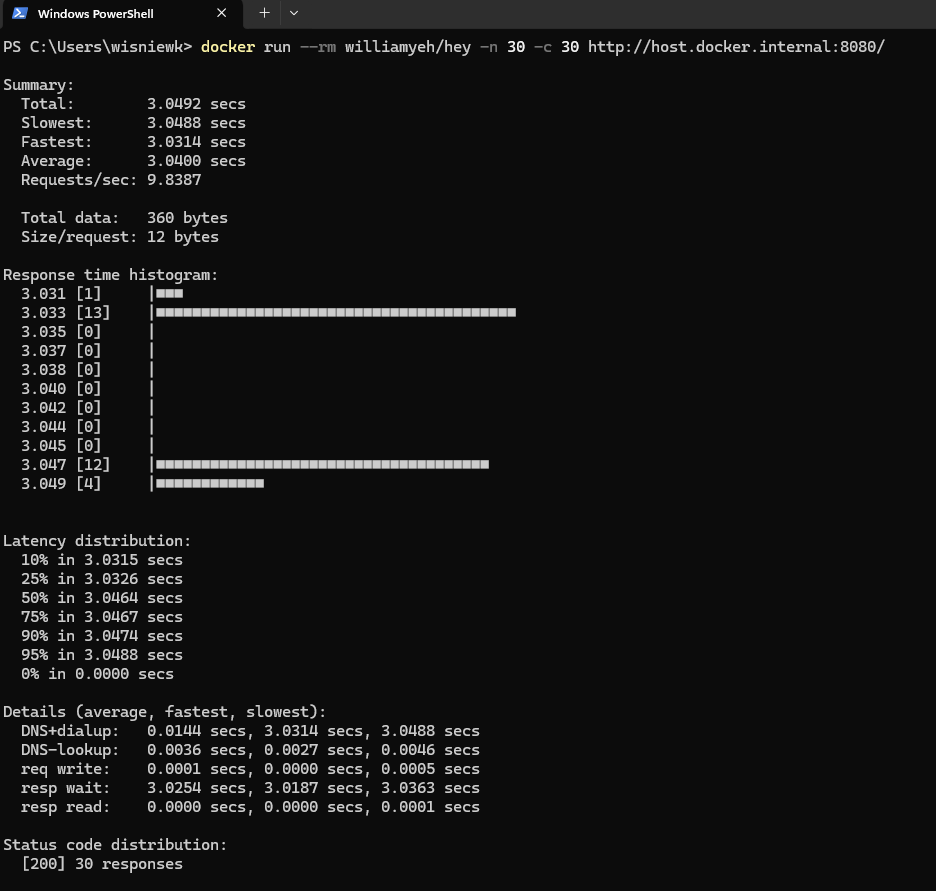 Windows PowerShell
PS C:\Users\wisniewk> docker run --rm williamyeh/hey -n 30 -c 30 http://host.docker.internal:8080/
Summary:
Total: 3.0492 secs
Slowest: 3.0488 secs
Fastest: 3.0314 secs
Average: 3.0400 secs
Requests/sec: 9.8387
Total data: 360 bytes
Size/request: 12 bytes
Response time histogram:
3.031 [1] |■■■
3.033 [13] |■■■■■■■■■■■■■■■■■■■■■■■■■■■■■■■■■■■■■■■■
3.035 [0] |
3.037 [0] |
3.038 [0] |
3.040 [0] |
3.042 [0] |
3.044 [0] |
3.045 [0] |
3.047 [12] |■■■■■■■■■■■■■■■■■■■■■■■■■■■■■■■■■■■■■
3.049 [4] |■■■■■■■■■■■■
Latency distribution:
10% in 3.0315 secs
25% in 3.0326 secs
50% in 3.0464 secs
75% in 3.0467 secs
90% in 3.0474 secs
95% in 3.0488 secs
0% in 0.0000 secs
Details (average, fastest, slowest):
DNS+dialup: 0.0144 secs, 3.0314 secs, 3.0488 secs
DNS-lookup: 0.0036 secs, 0.0027 secs, 0.0046 secs
req write: 0.0001 secs, 0.0000 secs, 0.0005 secs
resp wait: 3.0254 secs, 3.0187 secs, 3.0363 secs
resp read: 0.0000 secs, 0.0000 secs, 0.0001 secs
Status code distribution:
[200] 30 responses